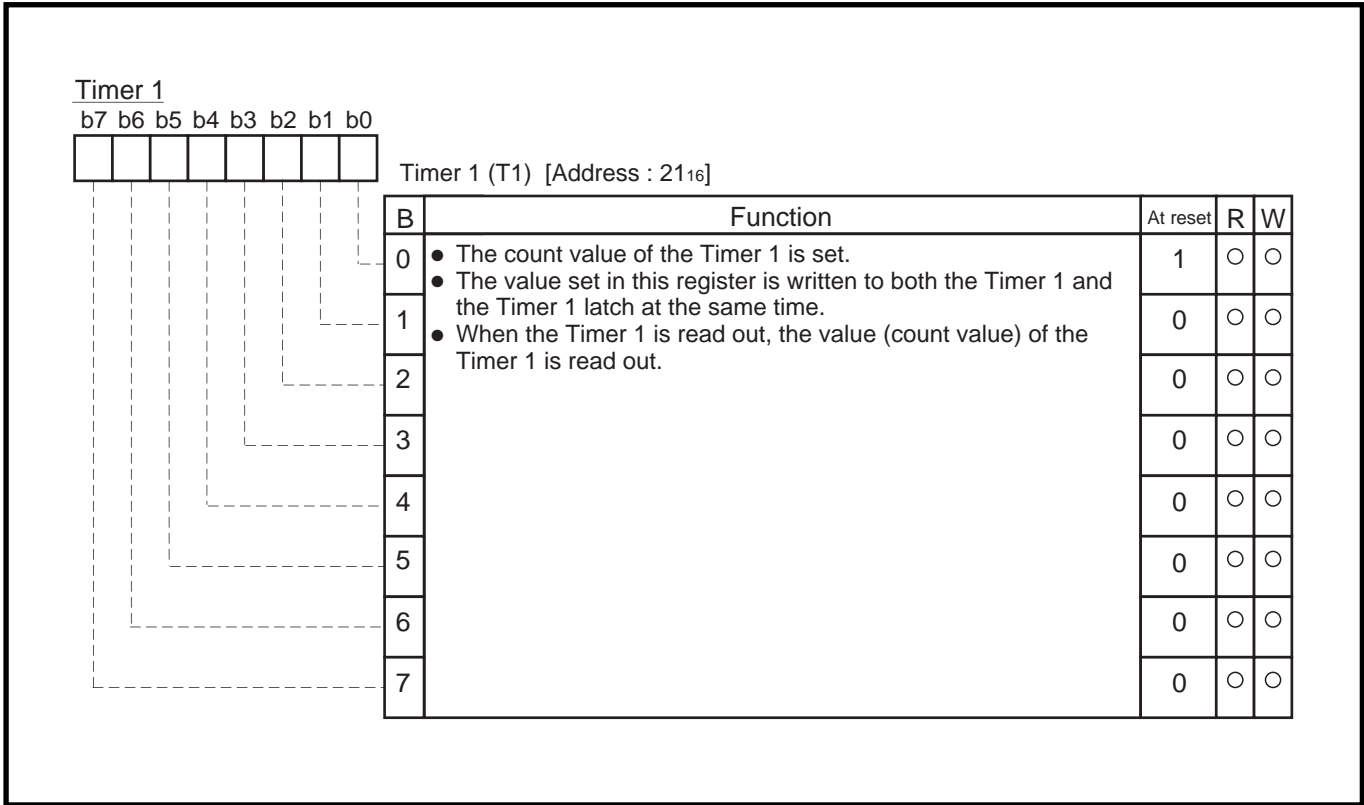 Timer 1
b7 b6 b5 b4 b3 b2 b1 b0
Timer 1 (T1) [Address : 21₁₆]
B Function At reset R W
0 ● The count value of the Timer 1 is set. 1 ○ ○
● The value set in this register is written to both the Timer 1 and
the Timer 1 latch at the same time.
1 0 ○ ○
● When the Timer 1 is read out, the value (count value) of the
Timer 1 is read out.
2 0 ○ ○
3 0 ○ ○
4 0 ○ ○
5 0 ○ ○
6 0 ○ ○
7 0 ○ ○